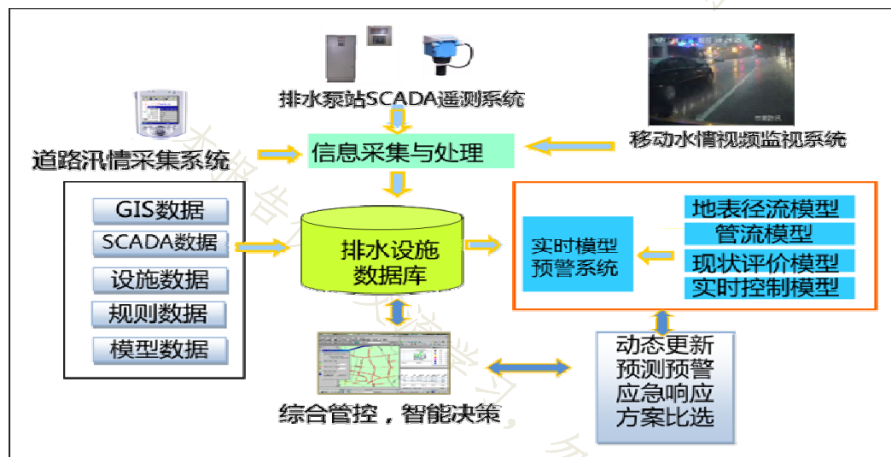 排水泵站SCADA遥测系统
移动水情视频监视系统
道路汛情采集系统
信息采集与处理
GIS数据
SCADA数据
设施数据
规则数据
模型数据
排水设施
数据库
实时模型
预警系统
地表径流模型
管流模型
现状评价模型
实时控制模型
综合管控，智能决策
动态更新
预测预警
应急响应
方案比选